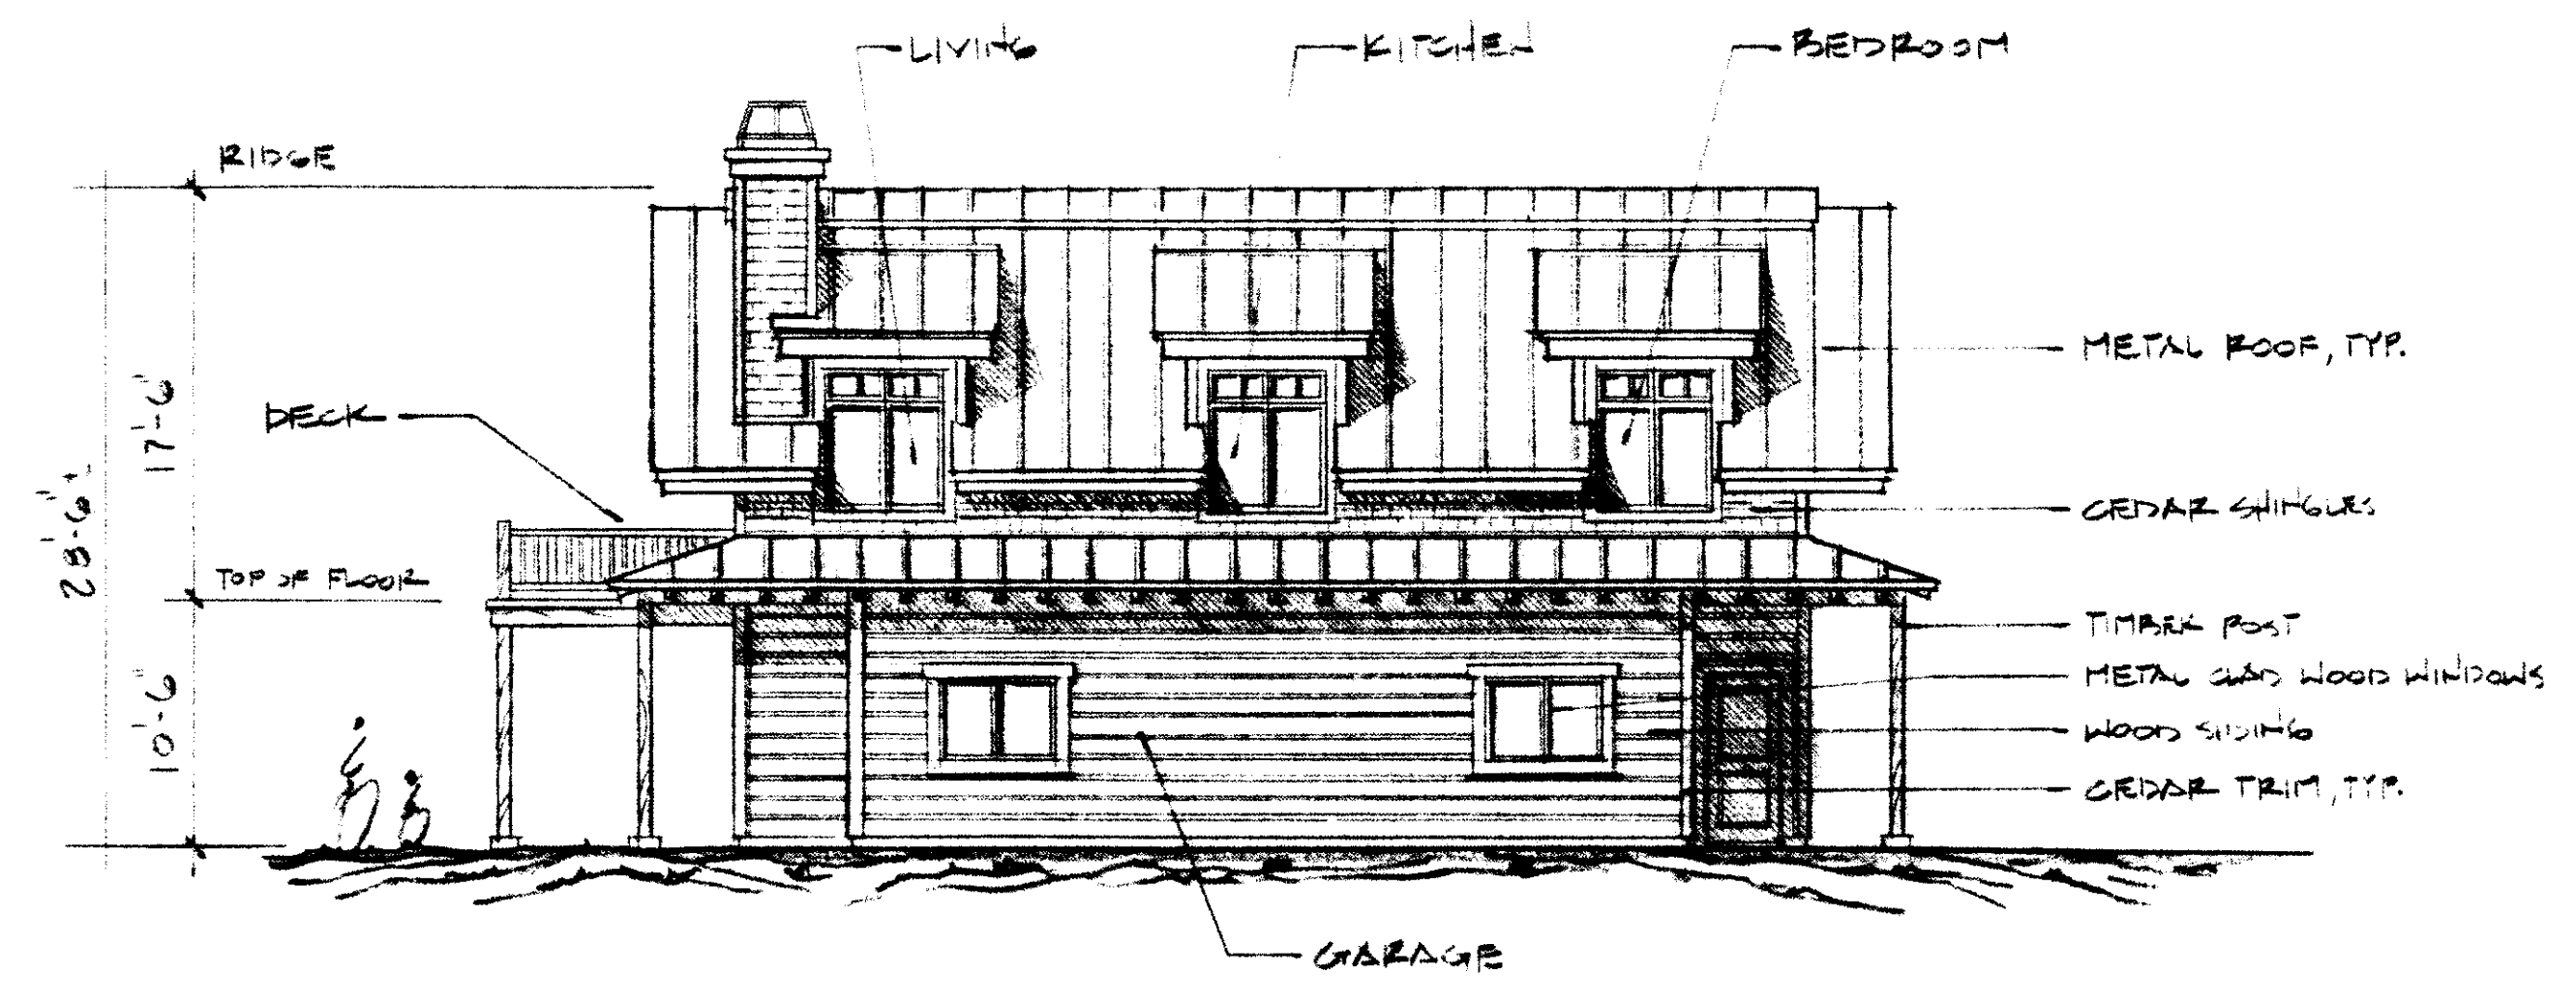 LIVING
KITCHEN
BEDROOM
RIDGE
METAL ROOF, TYP.
17'-6"
DECK
28'-6"±
CEDAR SHINGLES
TOP OF FLOOR
TIMBER POST
METAL CLAD WOOD WINDOWS
10'-6"
WOOD SIDING
CEDAR TRIM, TYP.
GARAGE